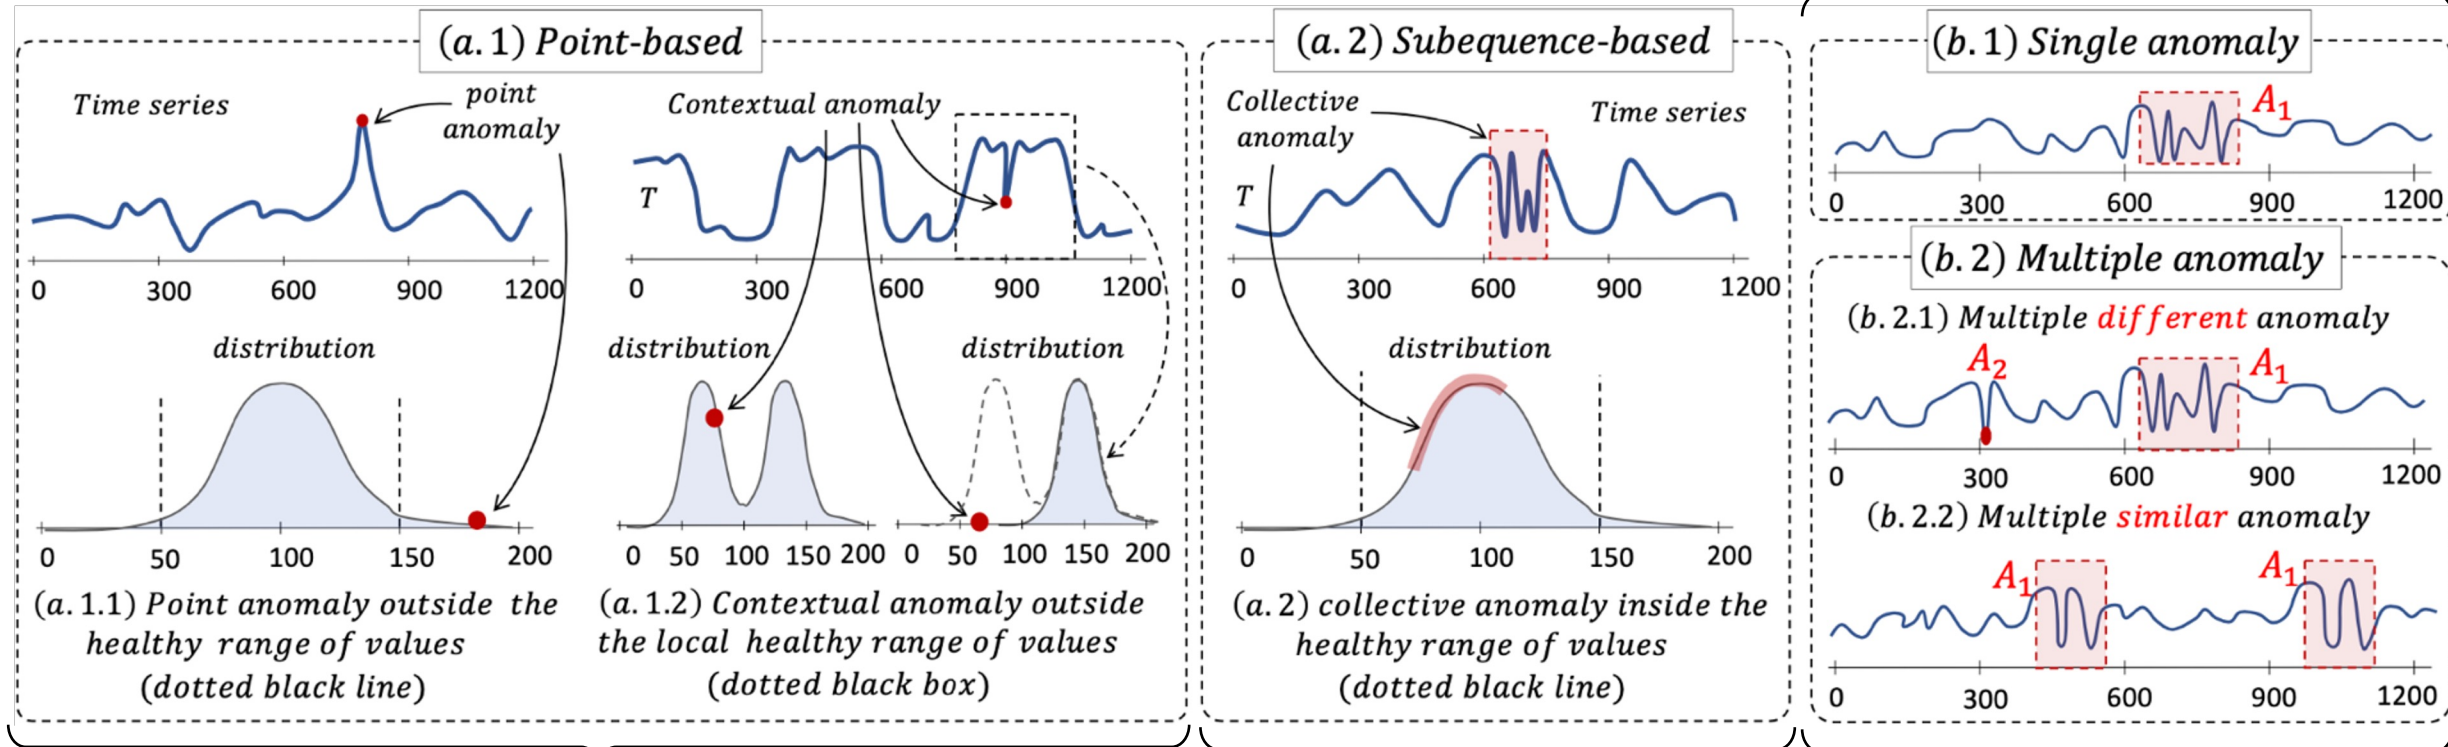 (a.1) Point-based
Time series
point
anomaly
0 300 600 900 1200
distribution
0 50 100 150 200
(a.1.1) Point anomaly outside the
healthy range of values
(dotted black line)
Contextual anomaly
T
0 300 600 900 1200
distribution
distribution
0 50 100 150 200
0 50 100 150 200
(a.1.2) Contextual anomaly outside
the local healthy range of values
(dotted black box)
(a.2) Subequence-based
Collective
anomaly
Time series
T
0 300 600 900 1200
distribution
0 50 100 150 200
(a.2) collective anomaly inside the
healthy range of values
(dotted black line)
(b.1) Single anomaly
A1
0 300 600 900 1200
(b.2) Multiple anomaly
(b.2.1) Multiple different anomaly
A2 A1
0 300 600 900 1200
(b.2.2) Multiple similar anomaly
A1 A1
0 300 600 900 1200